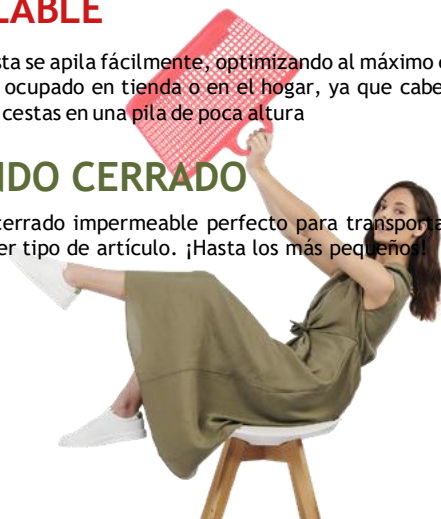 LABLE
sta se apila fácilmente, optimizando al máximo e
ocupado en tienda o en el hogar, ya que cabe
cestas en una pila de poca altura
NDO CERRADO
cerrado impermeable perfecto para transporta
er tipo de artículo. ¡Hasta los más pequeños!